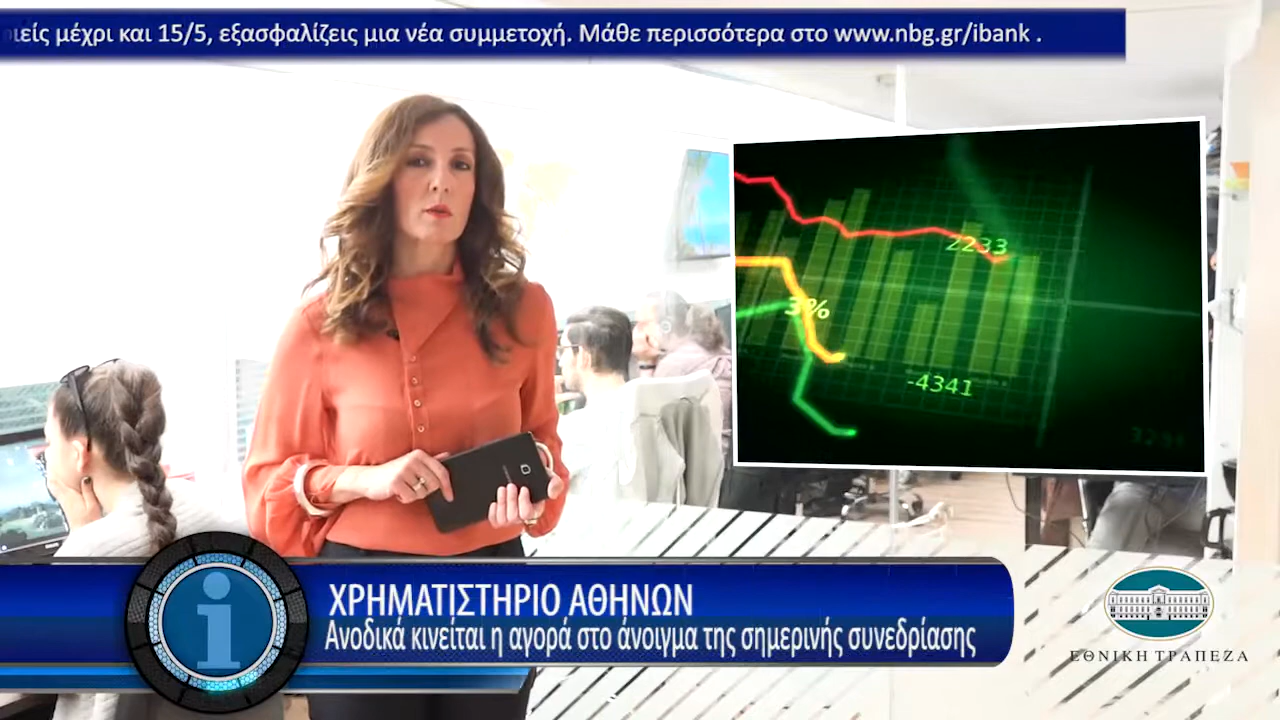 μέχρι και 15/5, εξασφαλίζεις μια νέα συμμετοχή. Μάθε περισσότερα στο www.nbg.gr/ibank .
2233
3%
-4341
ΧΡΗΜΑΤΙΣΤΗΡΙΟ ΑΘΗΝΩΝ
Ανοδικά κινείται η αγορά στο άνοιγμα της σημερινής συνεδρίασης
i
ΕΘΝΙΚΗ ΤΡΑΠΕΖΑ